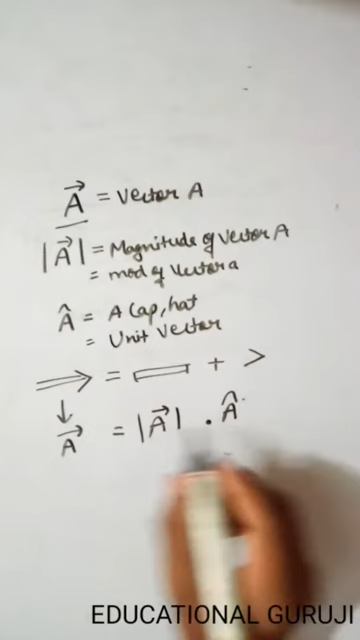 A⃗ = Vector A
|A⃗| = Magnitude of Vector A
= mod of Vector a
Â = A Cap, hat
= Unit Vector
⟹ = ▭ + >
↓
A⃗ = |A⃗| . Â
EDUCATIONAL GURUJI